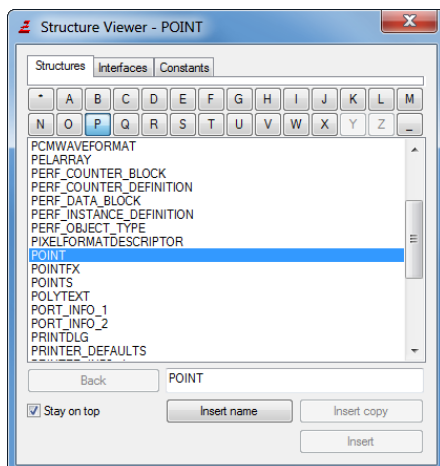 Structure Viewer - POINT
Structures Interfaces Constants
* A B C D E F G H I J K L M
N O P Q R S T U V W X Y Z _
PCMWAVEFORMAT
PELARRAY
PERF_COUNTER_BLOCK
PERF_COUNTER_DEFINITION
PERF_DATA_BLOCK
PERF_INSTANCE_DEFINITION
PERF_OBJECT_TYPE
PIXELFORMATDESCRIPTOR
POINT
POINTFX
POINTS
POLYTEXT
PORT_INFO_1
PORT_INFO_2
PRINTDLG
PRINTER_DEFAULTS
Back POINT
Stay on top Insert name Insert copy
Insert